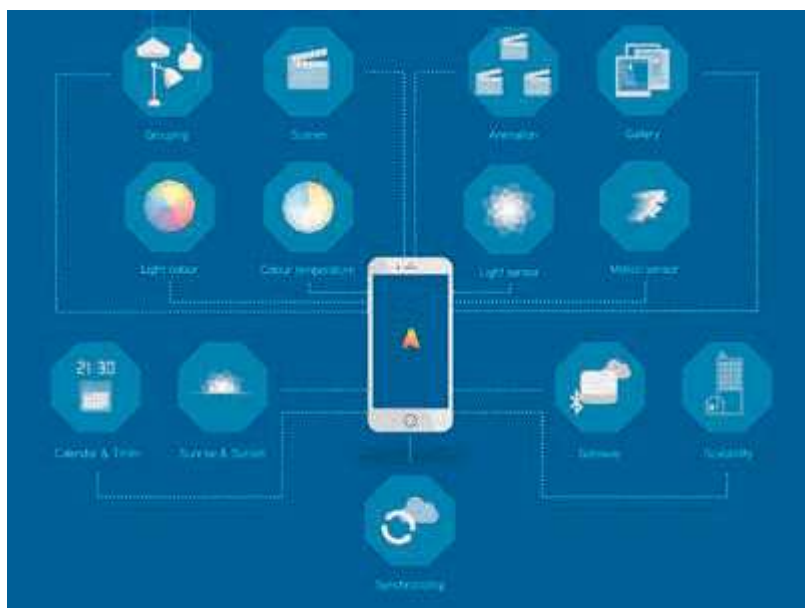 Grouping
Scenes
Animation
Gallery
Light colour
Colour temperature
Light sensor
Motion sensor
21:30
Calendar & Timer
Sunrise & Sunset
Gateway
Scalability
Synchronizing